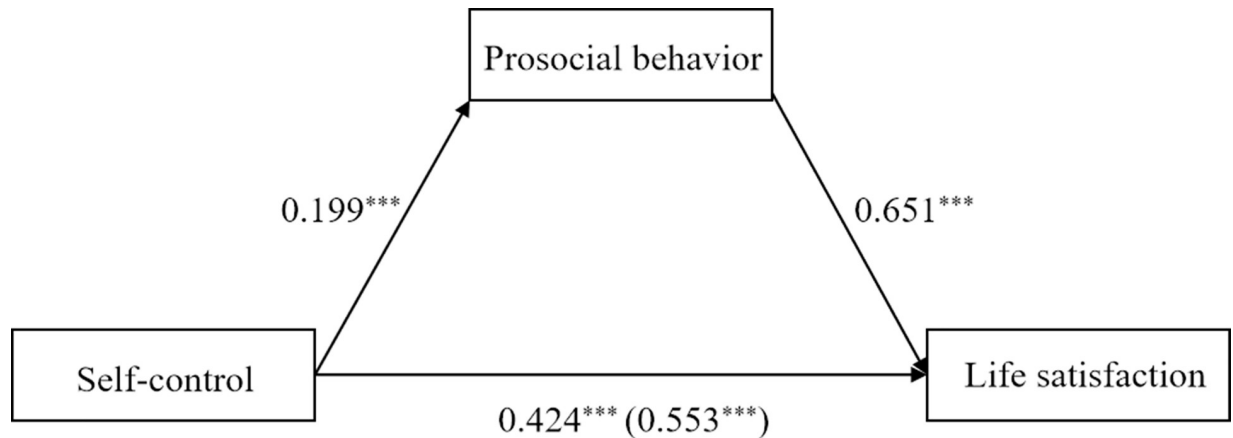 Prosocial behavior
0.199***
0.651***
Self-control
Life satisfaction
0.424*** (0.553***)